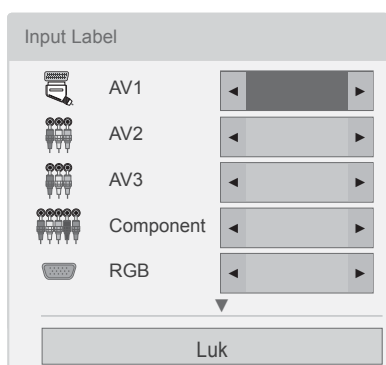 Input Label
AV1
AV2
AV3
Component
RGB
Luk